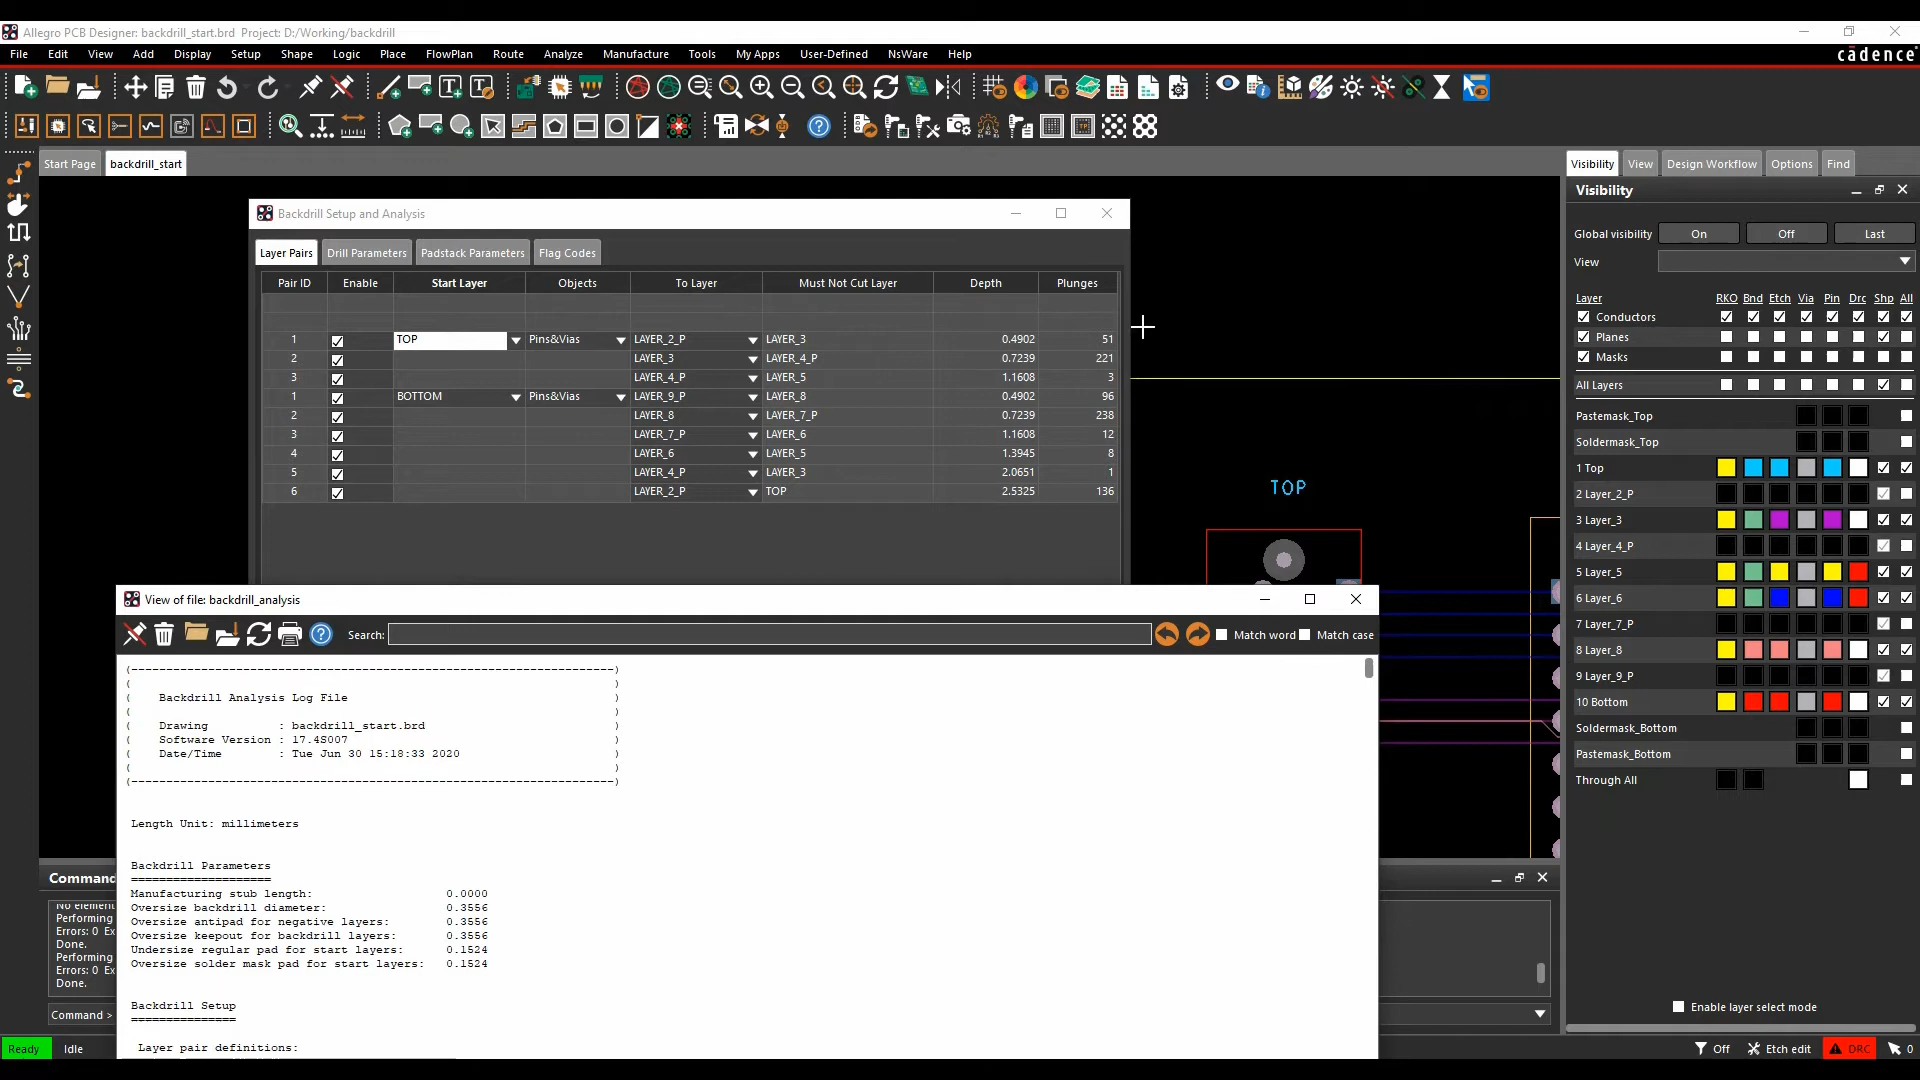 Allegro PCB Designer: backdrill_start.brd  Project: D:/Working/backdrill
File Edit View Add Display Setup Shape Logic Place FlowPlan Route Analyze Manufacture Tools My Apps User-Defined NsWare Help
cādence
Start Page backdrill_start
Visibility View Design Workflow Options Find
Visibility
Backdrill Setup and Analysis
Layer Pairs Drill Parameters Padstack Parameters Flag Codes
Pair ID Enable Start Layer Objects To Layer Must Not Cut Layer Depth Plunges
1 TOP Pins&Vias LAYER_2_P LAYER_3 0.4902 51
2 LAYER_3 LAYER_4_P 0.7239 221
3 LAYER_4_P LAYER_5 1.1608 3
1 BOTTOM Pins&Vias LAYER_9_P LAYER_8 0.4902 96
2 LAYER_8 LAYER_7_P 0.7239 238
3 LAYER_7_P LAYER_6 1.1608 12
4 LAYER_6 LAYER_5 1.3945 8
5 LAYER_4_P LAYER_3 2.0651 1
6 LAYER_2_P TOP 2.5325 136
TOP
View of file: backdrill_analysis
Search: Match word Match case
(---------------------------------------------------------------------)
( )
( Backdrill Analysis Log File )
( )
( Drawing : backdrill_start.brd )
( Software Version : 17.4S007 )
( Date/Time : Tue Jun 30 15:18:33 2020 )
( )
(---------------------------------------------------------------------)
Length Unit: millimeters
Backdrill Parameters
====================
Manufacturing stub length: 0.0000
Oversize backdrill diameter: 0.3556
Oversize antipad for negative layers: 0.3556
Oversize keepout for backdrill layers: 0.3556
Undersize regular pad for start layers: 0.1524
Oversize solder mask pad for start layers: 0.1524
Backdrill Setup
===============
Layer pair definitions:
Global visibility On Off Last
View
Layer RKO Bnd Etch Via Pin Drc Shp All
Conductors
Planes
Masks
All Layers
Pastemask_Top
Soldermask_Top
1 Top
2 Layer_2_P
3 Layer_3
4 Layer_4_P
5 Layer_5
6 Layer_6
7 Layer_7_P
8 Layer_8
9 Layer_9_P
10 Bottom
Soldermask_Bottom
Pastemask_Bottom
Through All
Enable layer select mode
Comman
No elemen
Performing
Errors: 0 Ex
Done.
Performing
Errors: 0 Ex
Done.
Command >
Ready Idle Off Etch edit DRC 0